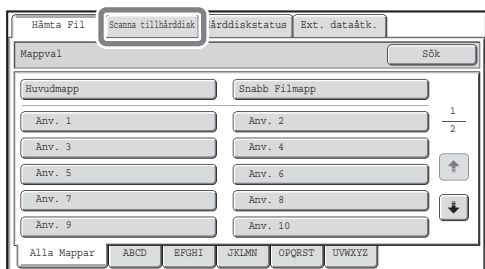 Hämta Fil Scanna tillhårddisk årddiskstatus Ext. dataåtk.
Mappval Sök
Huvudmapp Snabb Filmapp
Anv. 1 Anv. 2 1
2
Anv. 3 Anv. 4
Anv. 5 Anv. 6
Anv. 7 Anv. 8
Anv. 9 Anv. 10
Alla Mappar ABCD EFGHI JKLMN OPQRST UVWXYZ